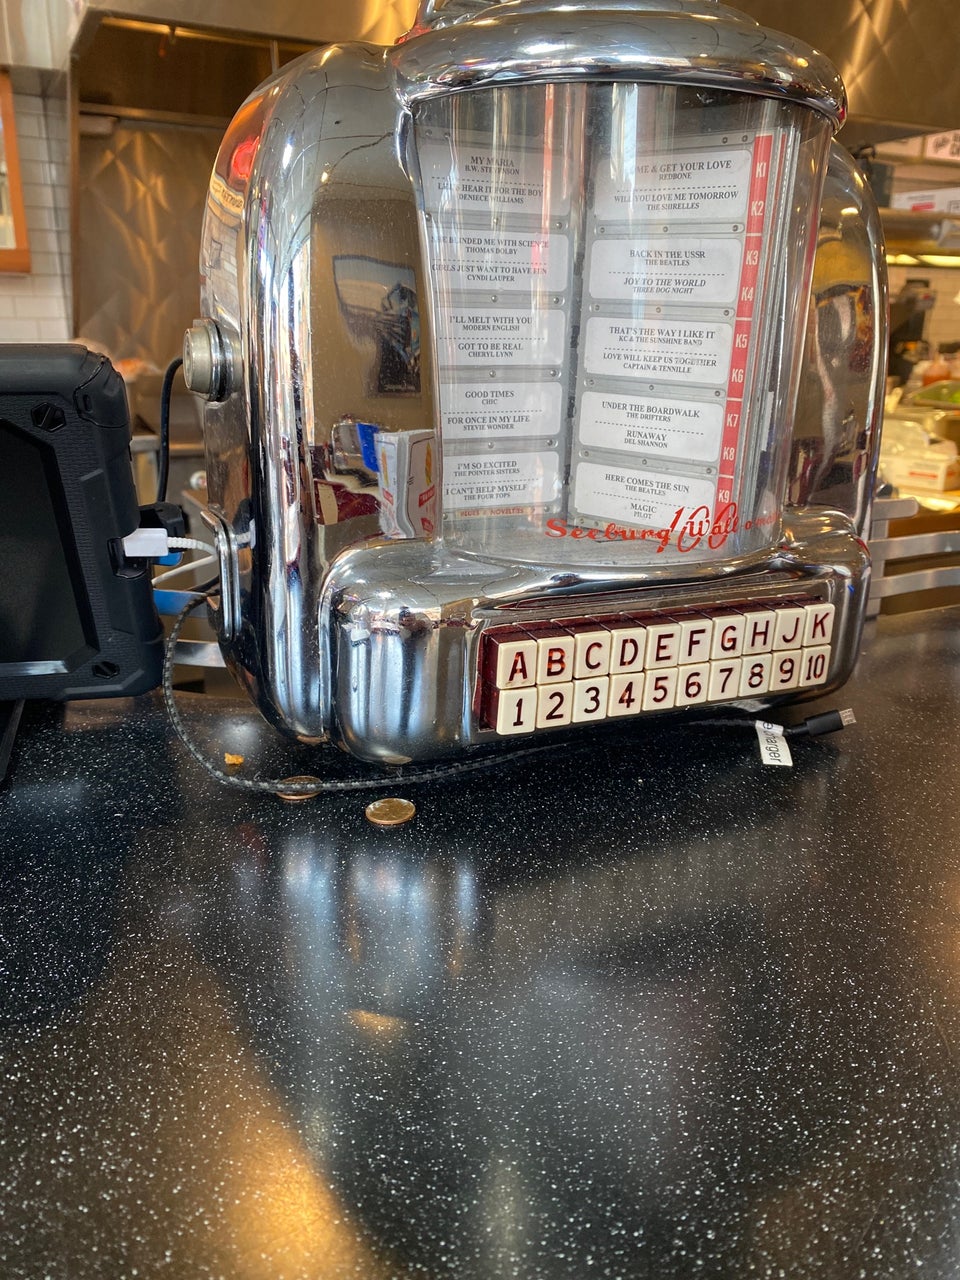 MY MARIA
B.W. STEVENSON
HEAR IT FOR THE BOY
DENIECE WILLIAMS
BLINDED ME WITH SCIENCE
THOMAS DOLBY
GIRLS JUST WANT TO HAVE FUN
CYNDI LAUPER
I'LL MELT WITH YOU
MODERN ENGLISH
GOT TO BE REAL
CHERYL LYNN
GOOD TIMES
CHIC
FOR ONCE IN MY LIFE
STEVIE WONDER
I'M SO EXCITED
THE POINTER SISTERS
I CAN'T HELP MYSELF
THE FOUR TOPS
BLUES & NOVELTIES
ME & GET YOUR LOVE
REDBONE
WILL YOU LOVE ME TOMORROW
THE SHIRELLES
BACK IN THE USSR
THE BEATLES
JOY TO THE WORLD
THREE DOG NIGHT
THAT'S THE WAY I LIKE IT
KC & THE SUNSHINE BAND
LOVE WILL KEEP US TOGETHER
CAPTAIN & TENNILLE
UNDER THE BOARDWALK
THE DRIFTERS
RUNAWAY
DEL SHANNON
HERE COMES THE SUN
THE BEATLES
MAGIC
PILOT
K1
K2
K3
K4
K5
K6
K7
K8
K9
Seeburg 100 Wall-o-matic
A B C D E F G H J K
1 2 3 4 5 6 7 8 9 10